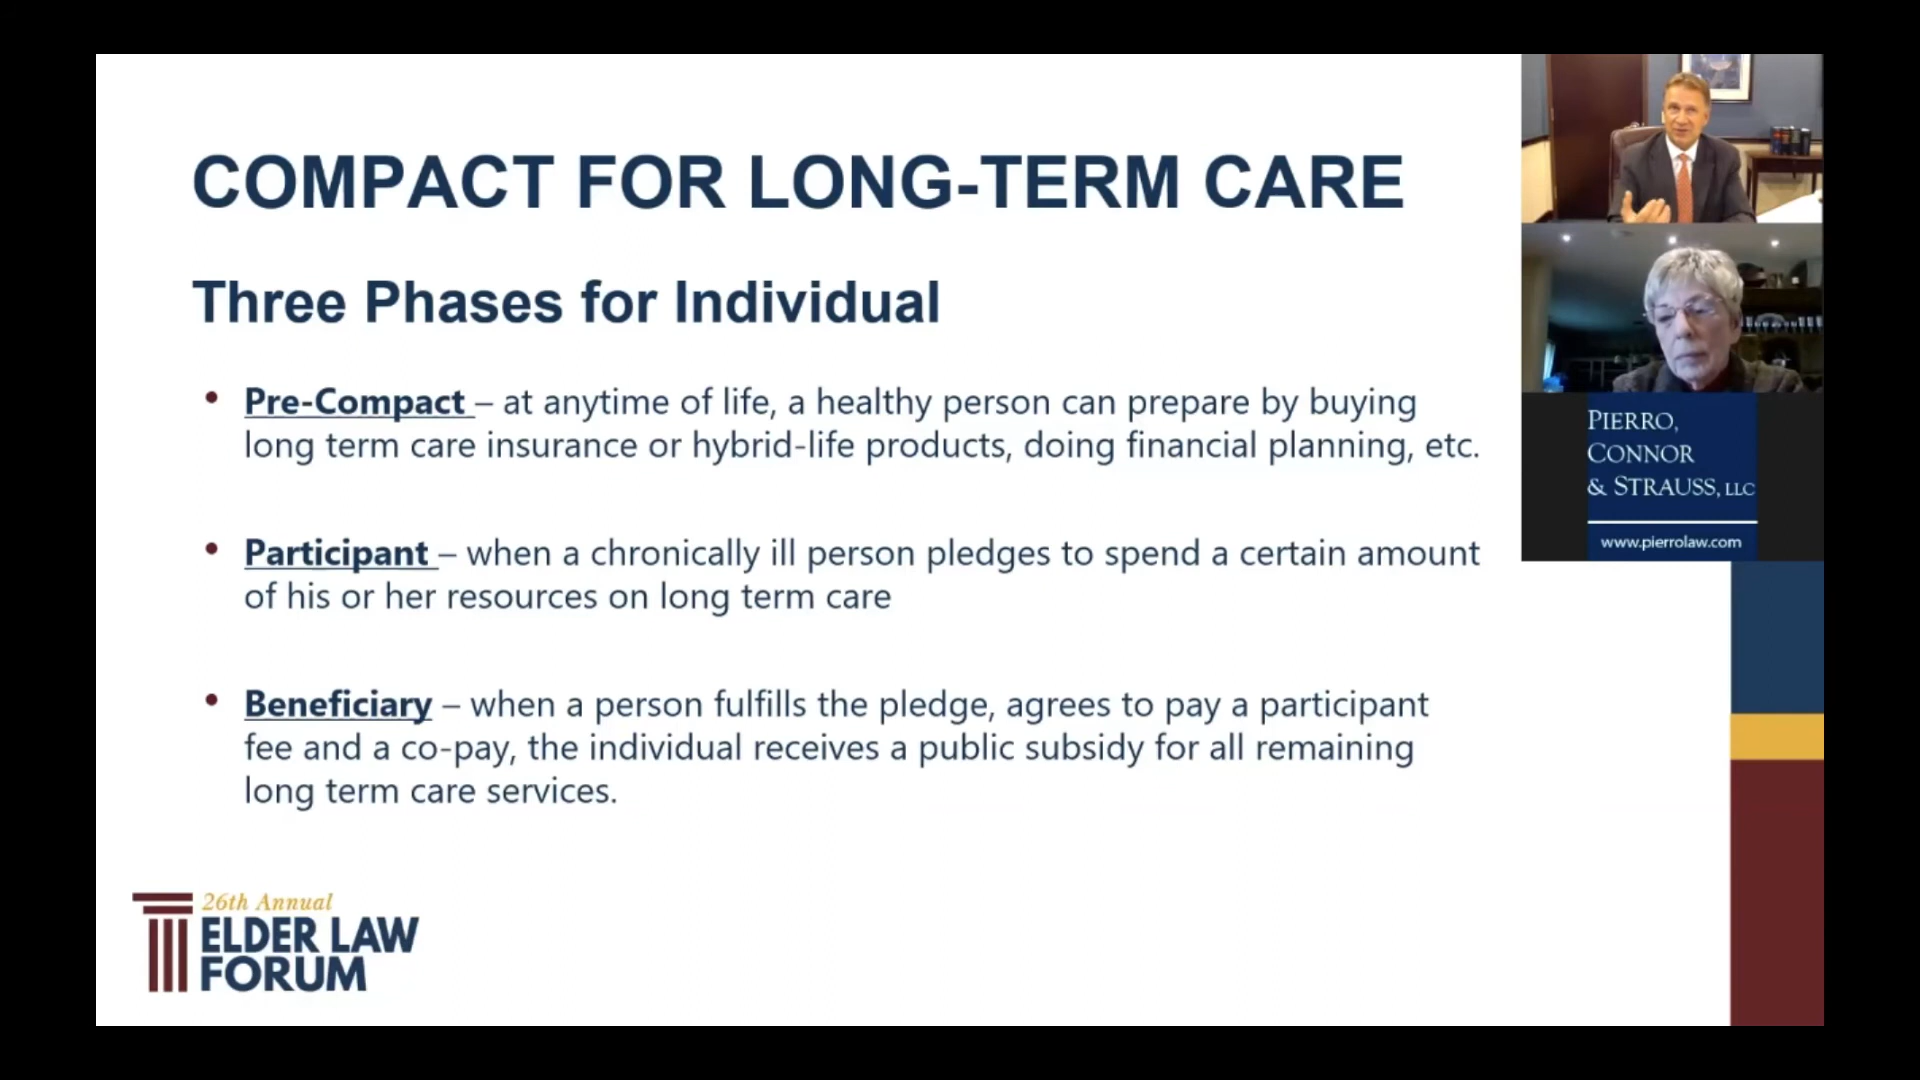 COMPACT FOR LONG-TERM CARE
Three Phases for Individual
• Pre-Compact – at anytime of life, a healthy person can prepare by buying
long term care insurance or hybrid-life products, doing financial planning, etc.
• Participant – when a chronically ill person pledges to spend a certain amount
of his or her resources on long term care
• Beneficiary – when a person fulfills the pledge, agrees to pay a participant
fee and a co-pay, the individual receives a public subsidy for all remaining
long term care services.
26th Annual
ELDER LAW
FORUM
PIERRO,
CONNOR
& STRAUSS, LLC
www.pierrolaw.com